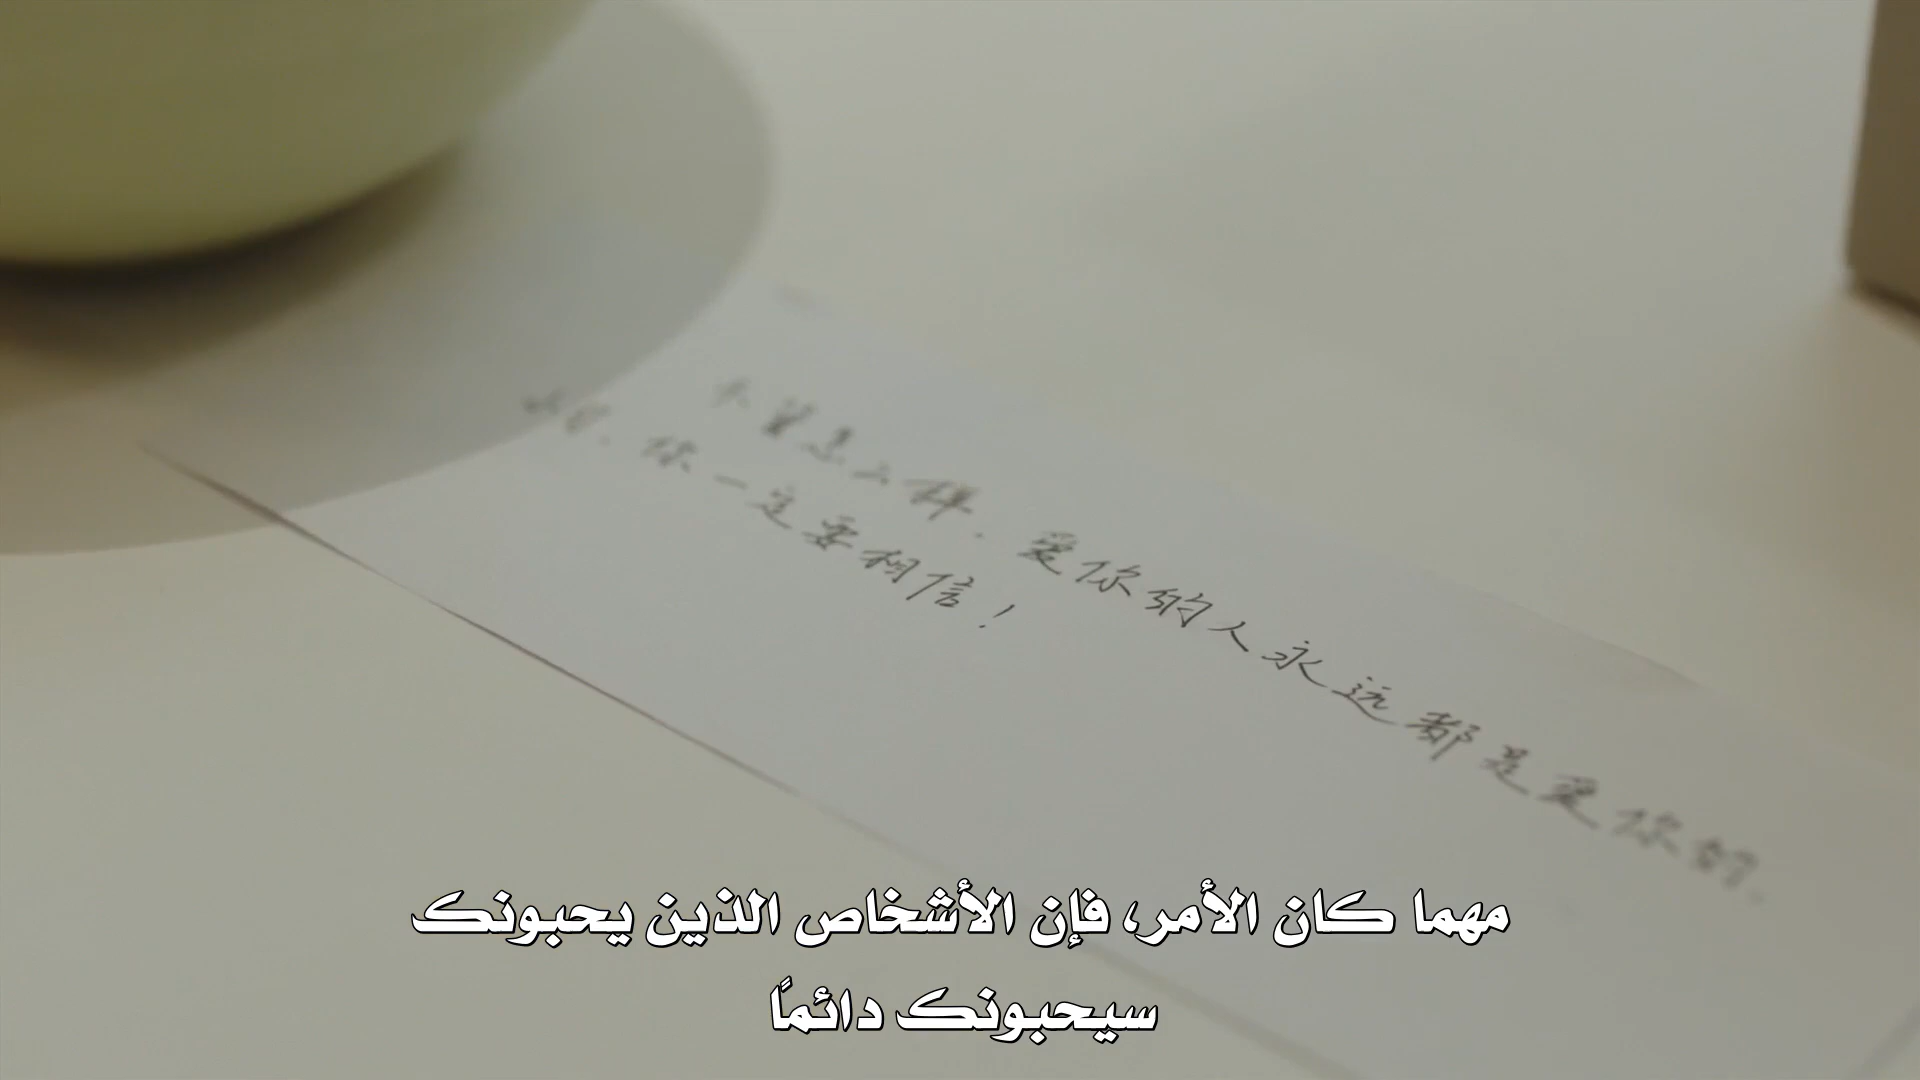 不管怎么样，爱你的人永远都是爱你的，
你一定要相信！
مهما كان الأمر، فإن الأشخاص الذين يحبونك
سيحبونك دائمًا